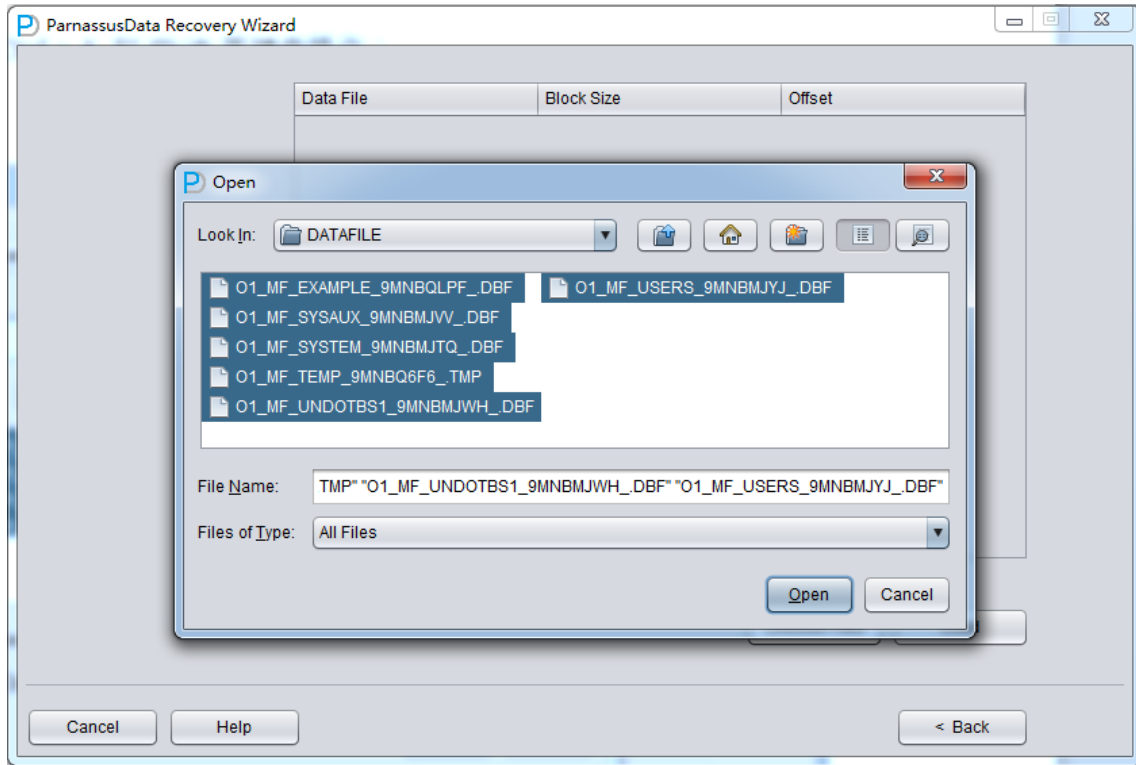 ParnassusData Recovery Wizard
Data File Block Size Offset
Open
Look In: DATAFILE
O1_MF_EXAMPLE_9MNBQLPF_.DBF O1_MF_USERS_9MNBMJYJ_.DBF
O1_MF_SYSAUX_9MNBMJVV_.DBF
O1_MF_SYSTEM_9MNBMJTQ_.DBF
O1_MF_TEMP_9MNBQ6F6_.TMP
O1_MF_UNDOTBS1_9MNBMJWH_.DBF
File Name: TMP" "O1_MF_UNDOTBS1_9MNBMJWH_.DBF" "O1_MF_USERS_9MNBMJYJ_.DBF"
Files of Type: All Files
Open Cancel
Cancel Help < Back